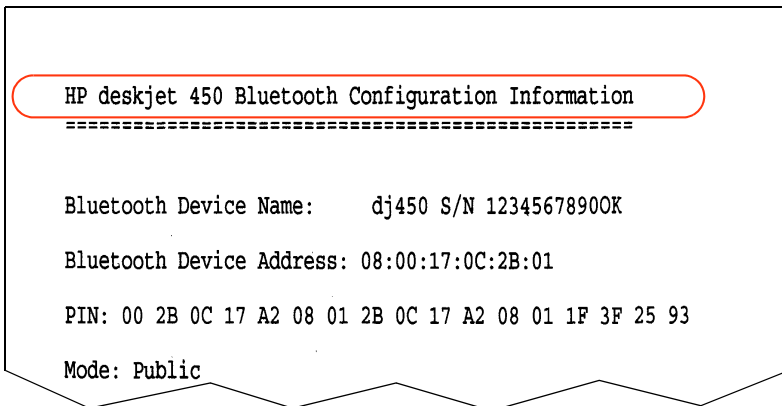 HP deskjet 450 Bluetooth Configuration Information
==================================================
Bluetooth Device Name: dj450 S/N 1234567890OK
Bluetooth Device Address: 08:00:17:0C:2B:01
PIN: 00 2B 0C 17 A2 08 01 2B 0C 17 A2 08 01 1F 3F 25 93
Mode: Public